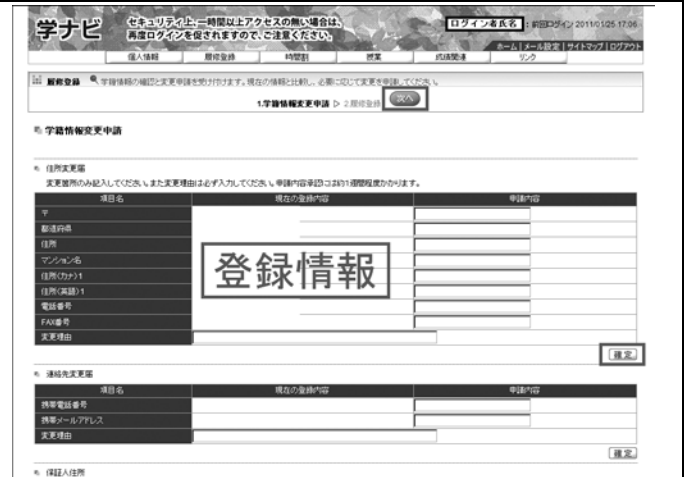 学ナビ
セキュリティ上、一時間以上アクセスの無い場合は、
再度ログインを促されますので、ご注意ください。
ログイン者氏名 : 前回ログイン 2011/01/25 17:06
ホーム | メール設定 | サイトマップ | ログアウト
個人情報 履修登録 時間割 授業 成績関連 リンク
履修登録 学籍情報の確認と変更申請を受け付けます。現在の情報と比較し、必要に応じて変更を申請してください。
1.学籍情報変更申請 ▷ 2.履修登録 次へ
学籍情報変更申請
住所変更届
変更箇所のみ記入してください。また変更理由は必ず入力してください。申請内容承認には約1週間程度かかります。
項目名 現在の登録内容 申請内容
〒
都道府県
住所
マンション名
住所(カナ)1
住所(英語)1
電話番号
FAX番号
変更理由
登録情報
確定
連絡先変更届
項目名 現在の登録内容 申請内容
携帯電話番号
携帯メールアドレス
変更理由
確定
保証人住所